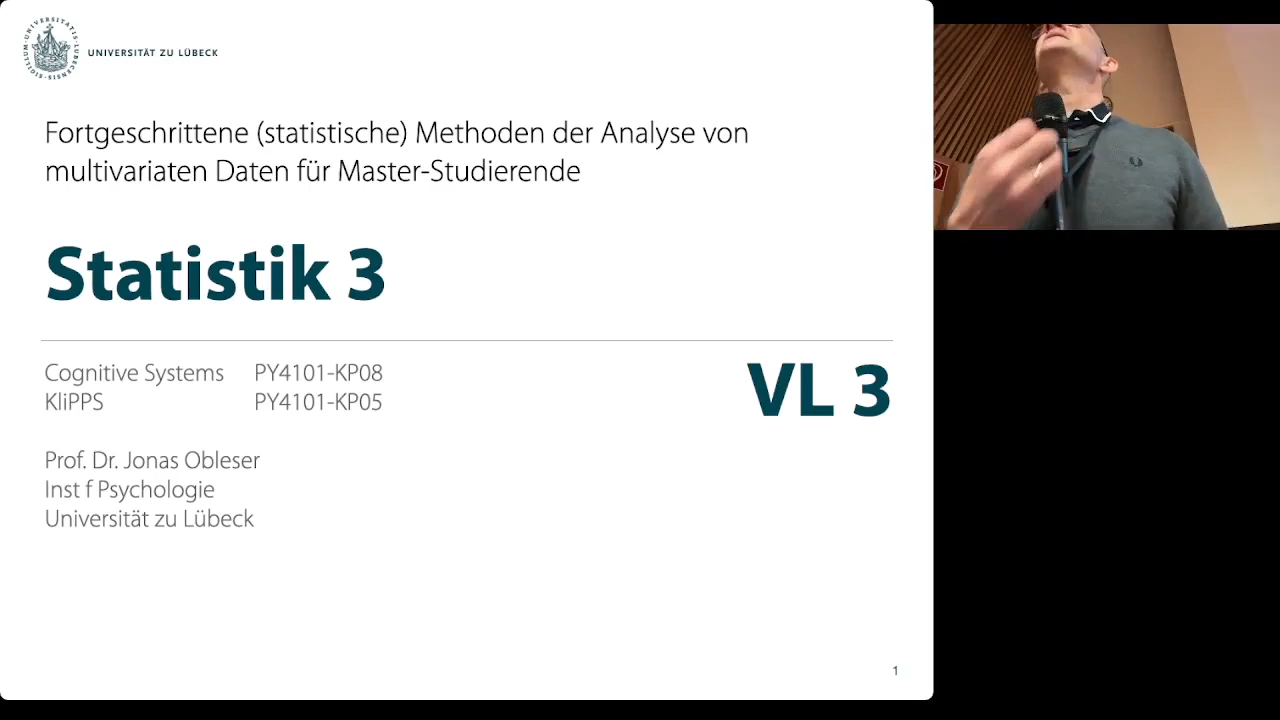 UNIVERSITÄT ZU LÜBECK
Fortgeschrittene (statistische) Methoden der Analyse von
multivariaten Daten für Master-Studierende
Statistik 3
Cognitive Systems PY4101-KP08
KliPPS PY4101-KP05
VL 3
Prof. Dr. Jonas Obleser
Inst f Psychologie
Universität zu Lübeck
1